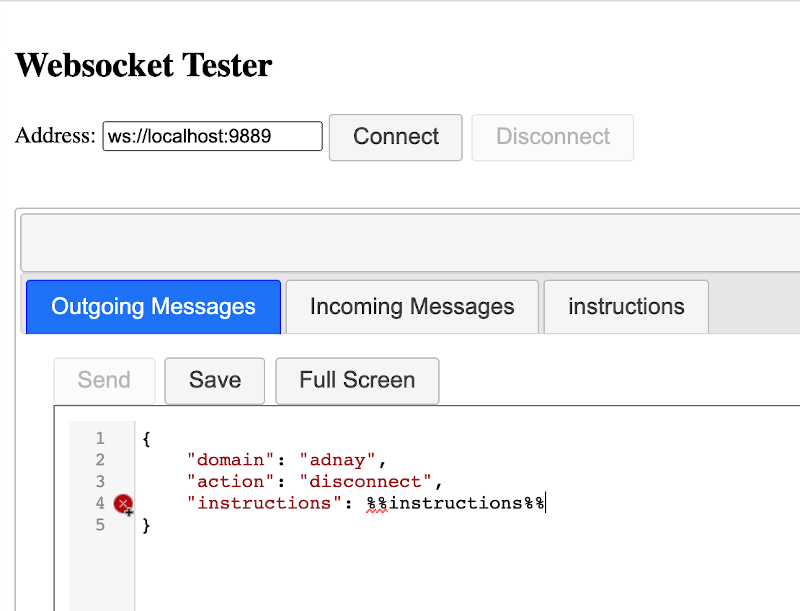 Websocket Tester
Address: ws://localhost:9889 Connect Disconnect
Outgoing Messages Incoming Messages instructions
Send Save Full Screen
1 {
2 "domain": "adnay",
3 "action": "disconnect",
4 "instructions": %%instructions%%
5 }